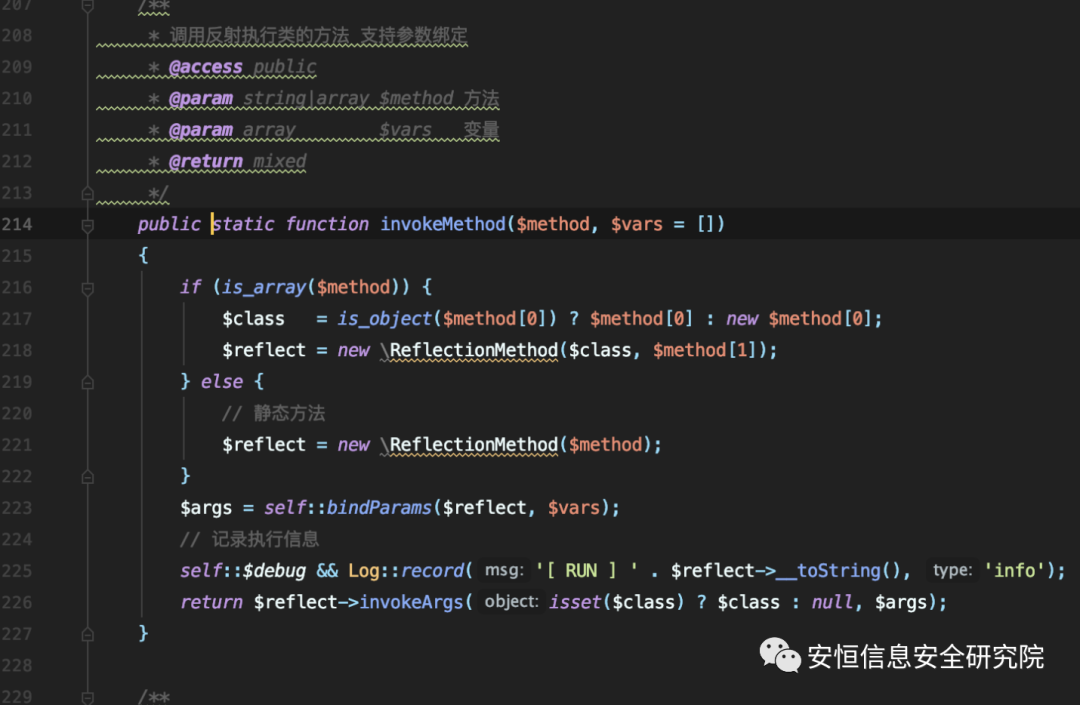 207 /**
208 * 调用反射执行类的方法 支持参数绑定
209 * @access public
210 * @param string|array $method 方法
211 * @param array $vars 变量
212 * @return mixed
213 */
214 public static function invokeMethod($method, $vars = [])
215 {
216 if (is_array($method)) {
217 $class = is_object($method[0]) ? $method[0] : new $method[0];
218 $reflect = new \ReflectionMethod($class, $method[1]);
219 } else {
220 // 静态方法
221 $reflect = new \ReflectionMethod($method);
222 }
223 $args = self::bindParams($reflect, $vars);
224 // 记录执行信息
225 self::$debug && Log::record( msg: '[ RUN ] ' . $reflect->__toString(), type: 'info');
226 return $reflect->invokeArgs( object: isset($class) ? $class : null, $args);
227 }
228
229 /**
安恒信息安全研究院